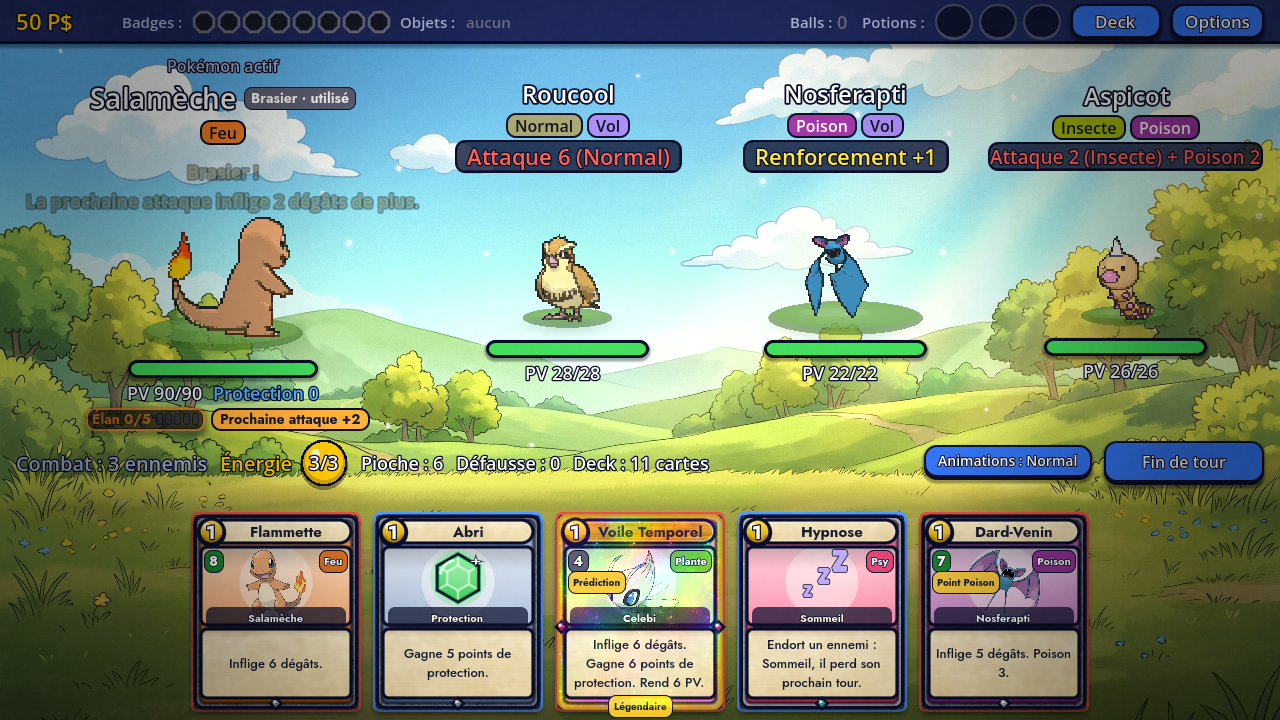 50 P$
Badges :
Objets : aucun
Balls : 0
Potions :
Deck
Options
Pokémon actif
Salamèche
Brasier · utilisé
Feu
Brasier !
La prochaine attaque inflige 2 dégâts de plus.
Roucool
Normal
Vol
Attaque 6 (Normal)
Nosferapti
Poison
Vol
Renforcement +1
Aspicot
Insecte
Poison
Attaque 2 (Insecte) + Poison 2
PV 90/90 Protection 0
Élan 0/5
Prochaine attaque +2
PV 28/28
PV 22/22
PV 26/26
Combat : 3 ennemis
Énergie 3/3
Pioche : 6
Défausse : 0
Deck : 11 cartes
Animations : Normal
Fin de tour
1
Flammette
8
Feu
Salamèche
Inflige 6 dégâts.
1
Abri
Protection
Gagne 5 points de
protection.
1
Voile Temporel
4
Plante
Prédiction
Celebi
Inflige 6 dégâts.
Gagne 6 points de
protection. Rend 6 PV.
Légendaire
1
Hypnose
Psy
z z z
Sommeil
Endort un ennemi :
Sommeil, il perd son
prochain tour.
1
Dard-Venin
7
Poison
Point Poison
Nosferapti
Inflige 5 dégâts. Poison
3.